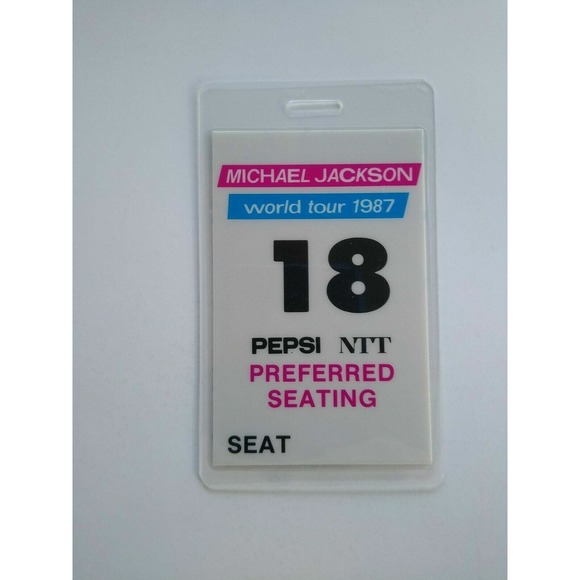 MICHAEL JACKSON
world tour 1987
18
PEPSI NTT
PREFERRED
SEATING
SEAT